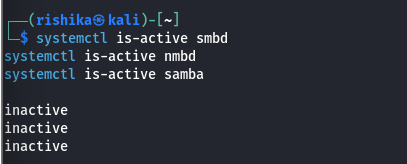 (rishika㉿kali)-[~]
$ systemctl is-active smbd
systemctl is-active nmbd
systemctl is-active samba
inactive
inactive
inactive